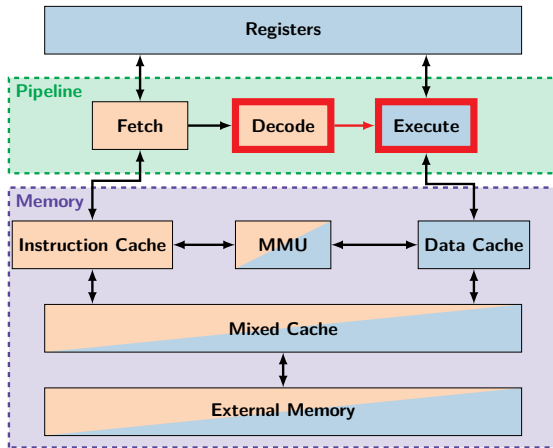 Registers
Pipeline
Fetch
Decode
Execute
Memory
Instruction Cache
MMU
Data Cache
Mixed Cache
External Memory